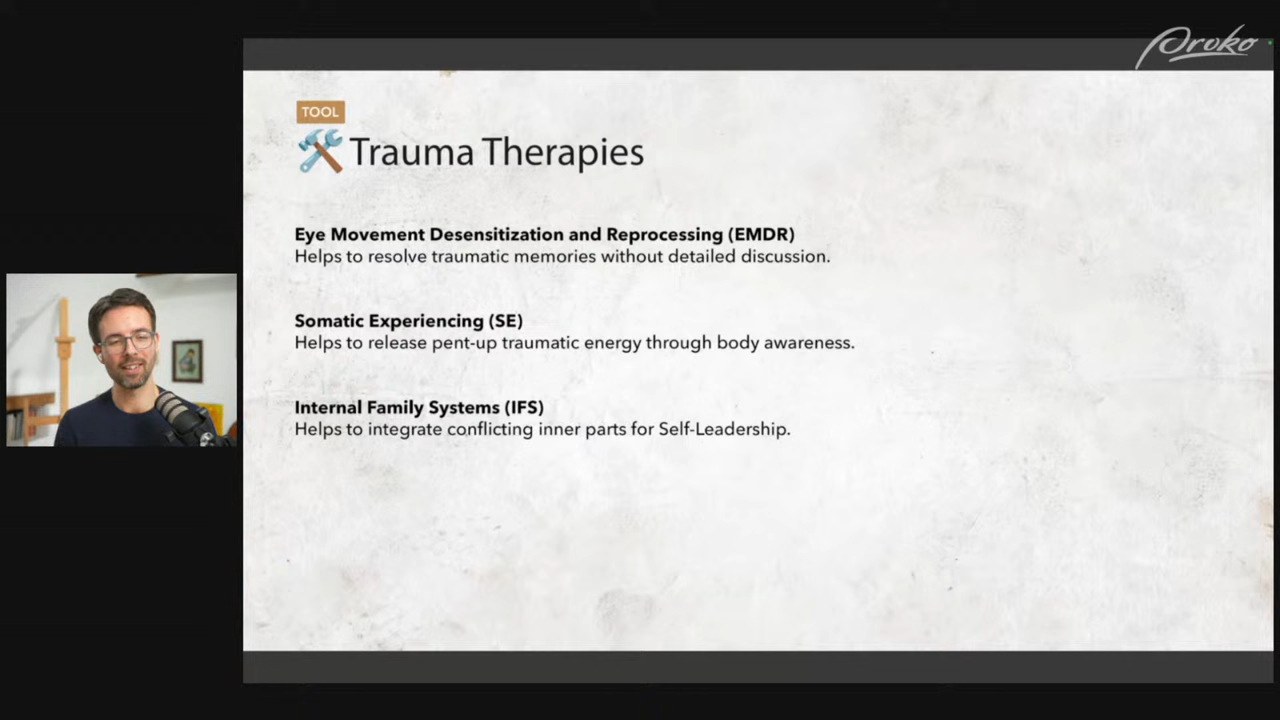 Proko
TOOL
Trauma Therapies
Eye Movement Desensitization and Reprocessing (EMDR)
Helps to resolve traumatic memories without detailed discussion.
Somatic Experiencing (SE)
Helps to release pent-up traumatic energy through body awareness.
Internal Family Systems (IFS)
Helps to integrate conflicting inner parts for Self-Leadership.